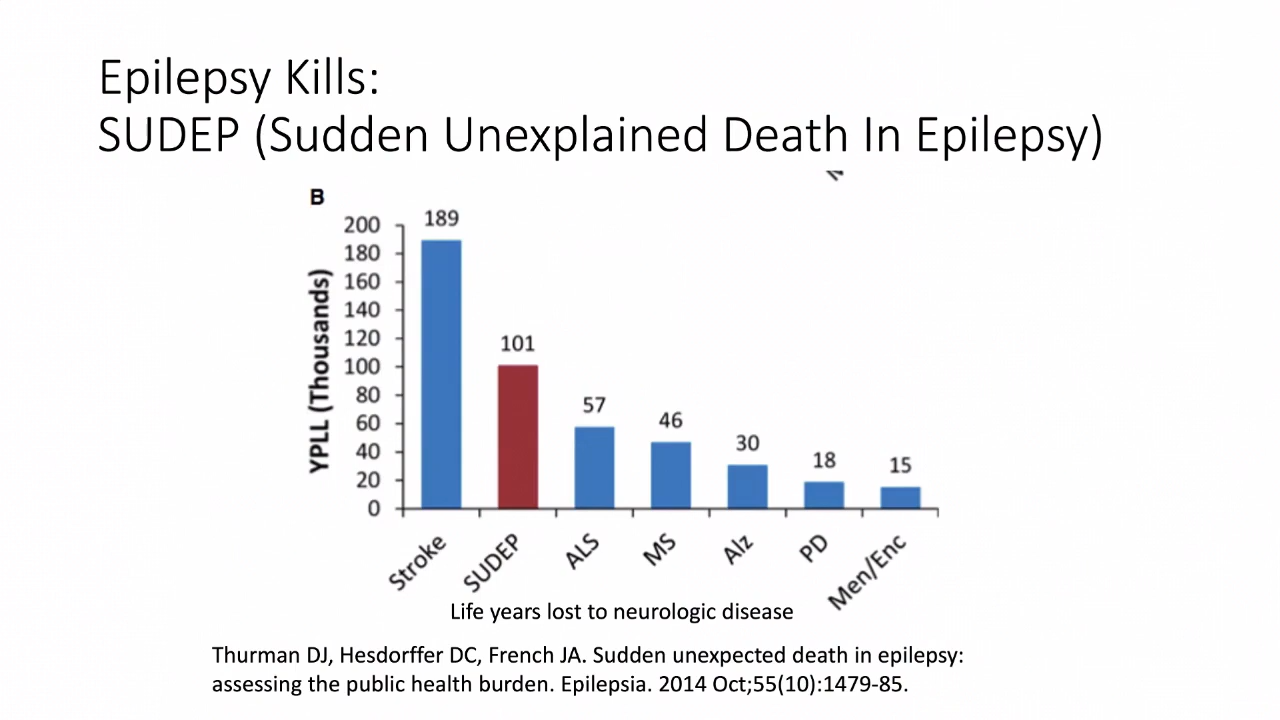 Epilepsy Kills:
SUDEP (Sudden Unexplained Death In Epilepsy)
B
YPLL (Thousands)
200
180
160
140
120
100
80
60
40
20
0
189
101
57
46
30
18
15
Stroke
SUDEP
ALS
MS
Alz
PD
Men/Enc
Life years lost to neurologic disease
Thurman DJ, Hesdorffer DC, French JA. Sudden unexpected death in epilepsy:
assessing the public health burden. Epilepsia. 2014 Oct;55(10):1479-85.